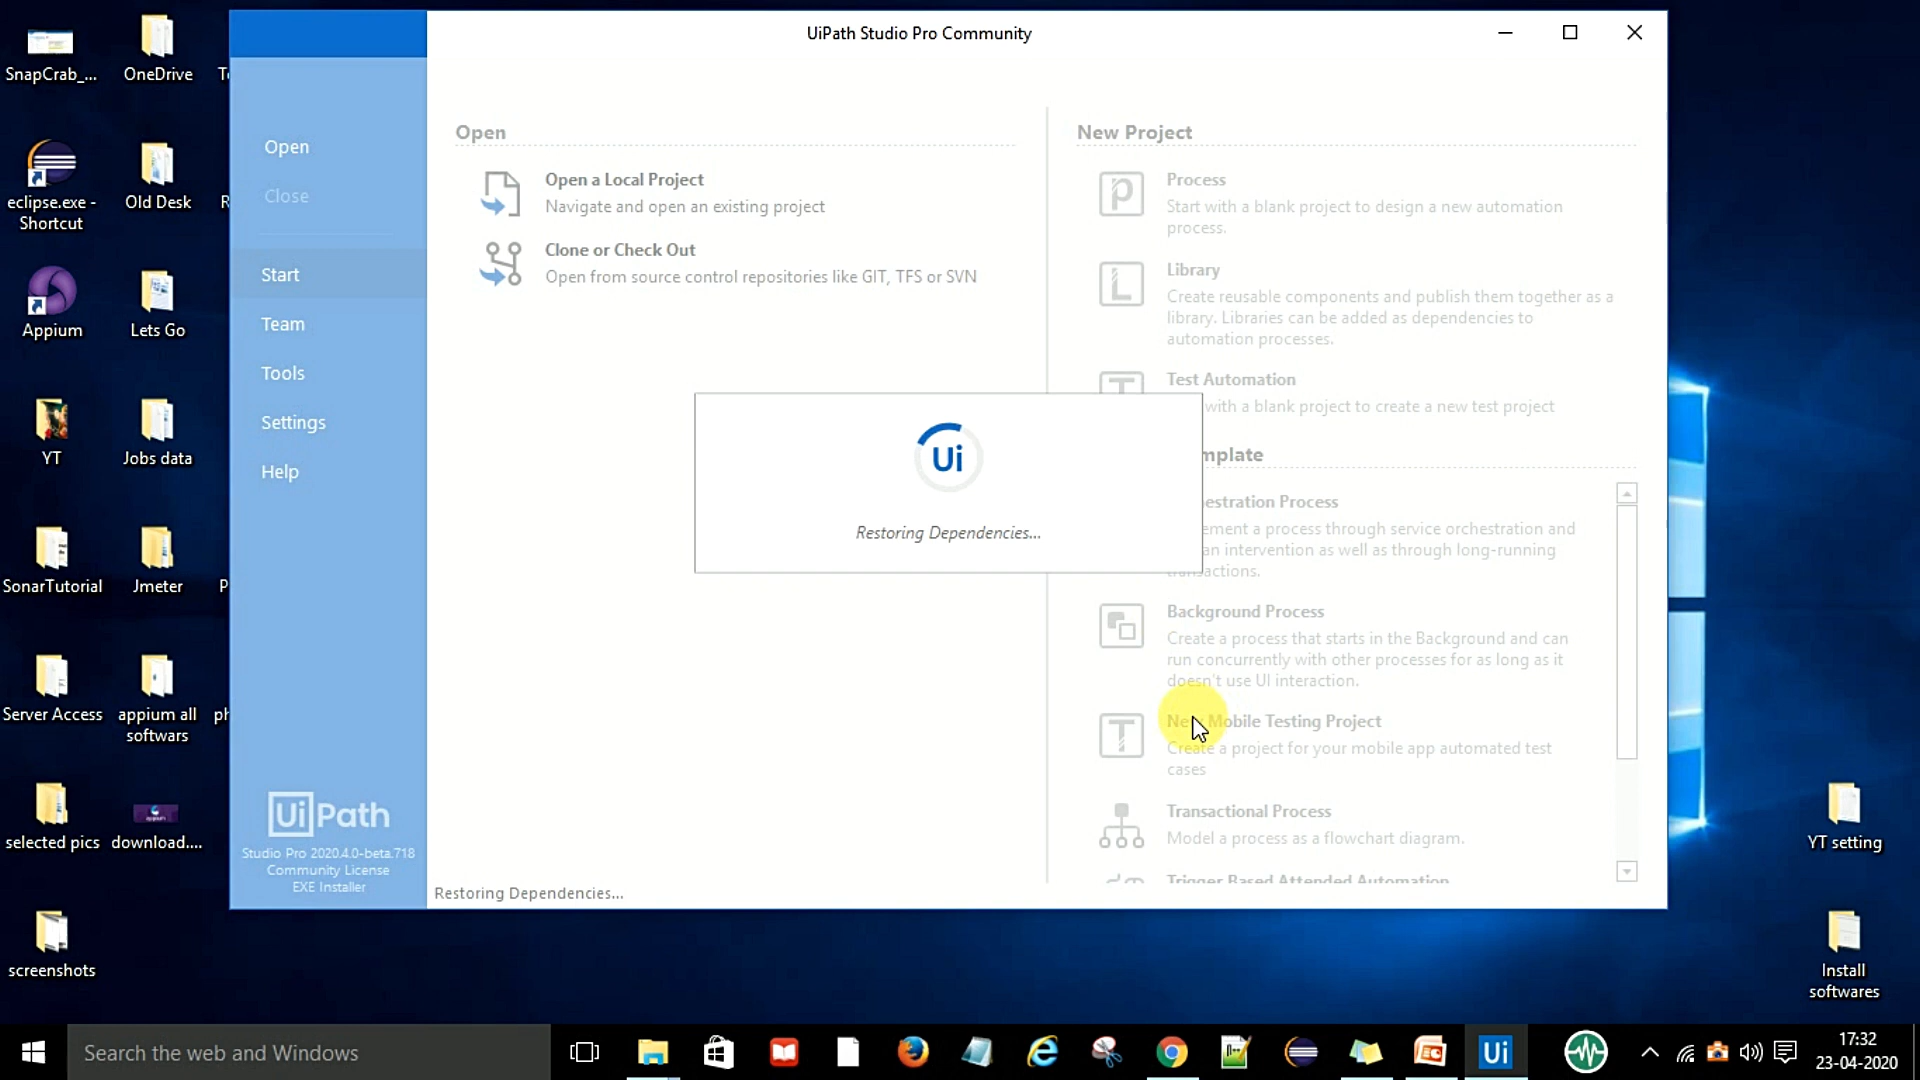 UiPath Studio Pro Community
SnapCrab_...
OneDrive
eclipse.exe -
Shortcut
Old Desk
Appium
Lets Go
YT
Jobs data
SonarTutorial
Jmeter
Server Access
appium all
softwars
selected pics
download....
screenshots
Open
Close
Start
Team
Tools
Settings
Help
Ui Path
Studio Pro 2020.4.0-beta.718
Community License
EXE Installer
Open
Open a Local Project
Navigate and open an existing project
Clone or Check Out
Open from source control repositories like GIT, TFS or SVN
Ui
Restoring Dependencies...
Restoring Dependencies...
New Project
Process
Start with a blank project to design a new automation
process.
Library
Create reusable components and publish them together as a
library. Libraries can be added as dependencies to
automation processes.
Test Automation
with a blank project to create a new test project
mplate
estration Process
ement a process through service orchestration and
an intervention as well as through long-running
transactions.
Background Process
Create a process that starts in the Background and can
run concurrently with other processes for as long as it
doesn't use UI interaction.
New Mobile Testing Project
Create a project for your mobile app automated test
cases
Transactional Process
Model a process as a flowchart diagram.
Trigger Based Attended Automation
YT setting
Install
softwares
Search the web and Windows
Ui
17:32
23-04-2020